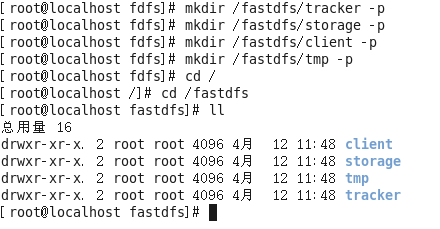 [root@localhost fdfs]# mkdir /fastdfs/tracker -p
[root@localhost fdfs]# mkdir /fastdfs/storage -p
[root@localhost fdfs]# mkdir /fastdfs/client -p
[root@localhost fdfs]# mkdir /fastdfs/tmp -p
[root@localhost fdfs]# cd /
[root@localhost /]# cd /fastdfs
[root@localhost fastdfs]# ll
总用量 16
drwxr-xr-x. 2 root root 4096 4月  12 11:48 client
drwxr-xr-x. 2 root root 4096 4月  12 11:48 storage
drwxr-xr-x. 2 root root 4096 4月  12 11:48 tmp
drwxr-xr-x. 2 root root 4096 4月  12 11:48 tracker
[root@localhost fastdfs]#